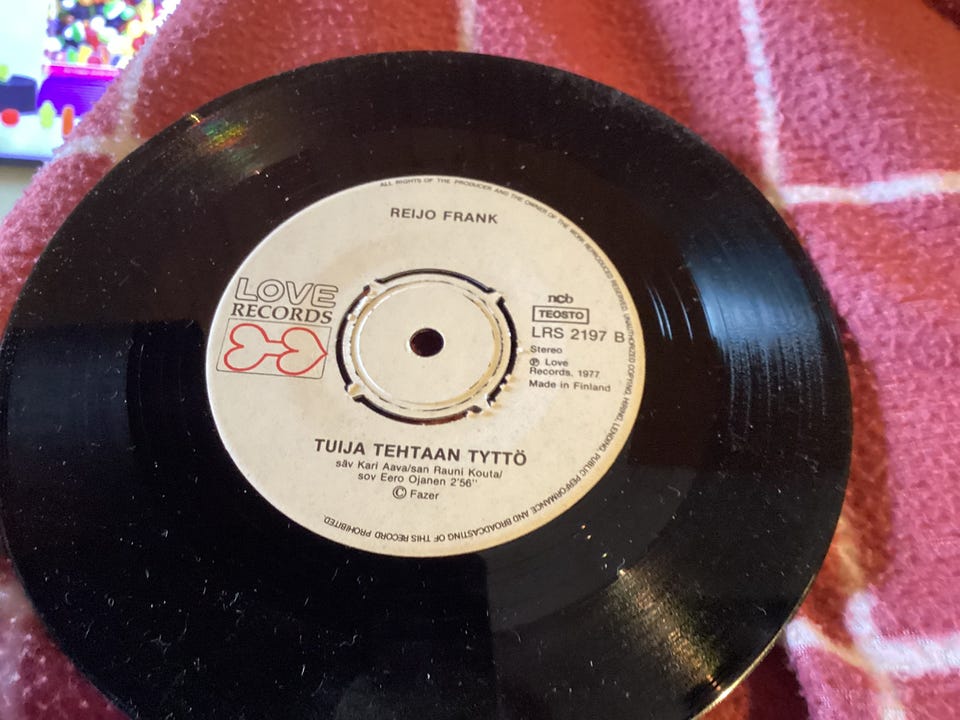 ALL RIGHTS OF THE PRODUCER AND THE OWNER OF THE WORK REPRODUCED RESERVED. UNAUTHORIZED COPYING, HIRING, LENDING, PUBLIC PERFORMANCE AND BROADCASTING OF THIS RECORD PROHIBITED.
REIJO FRANK
LOVE
RECORDS
ncb
TEOSTO
LRS 2197 B
Stereo
Ⓟ Love
Records, 1977
Made in Finland
TUIJA TEHTAAN TYTTÖ
säv Kari Aava/san Rauni Kouta/
sov Eero Ojanen 2'56"
© Fazer